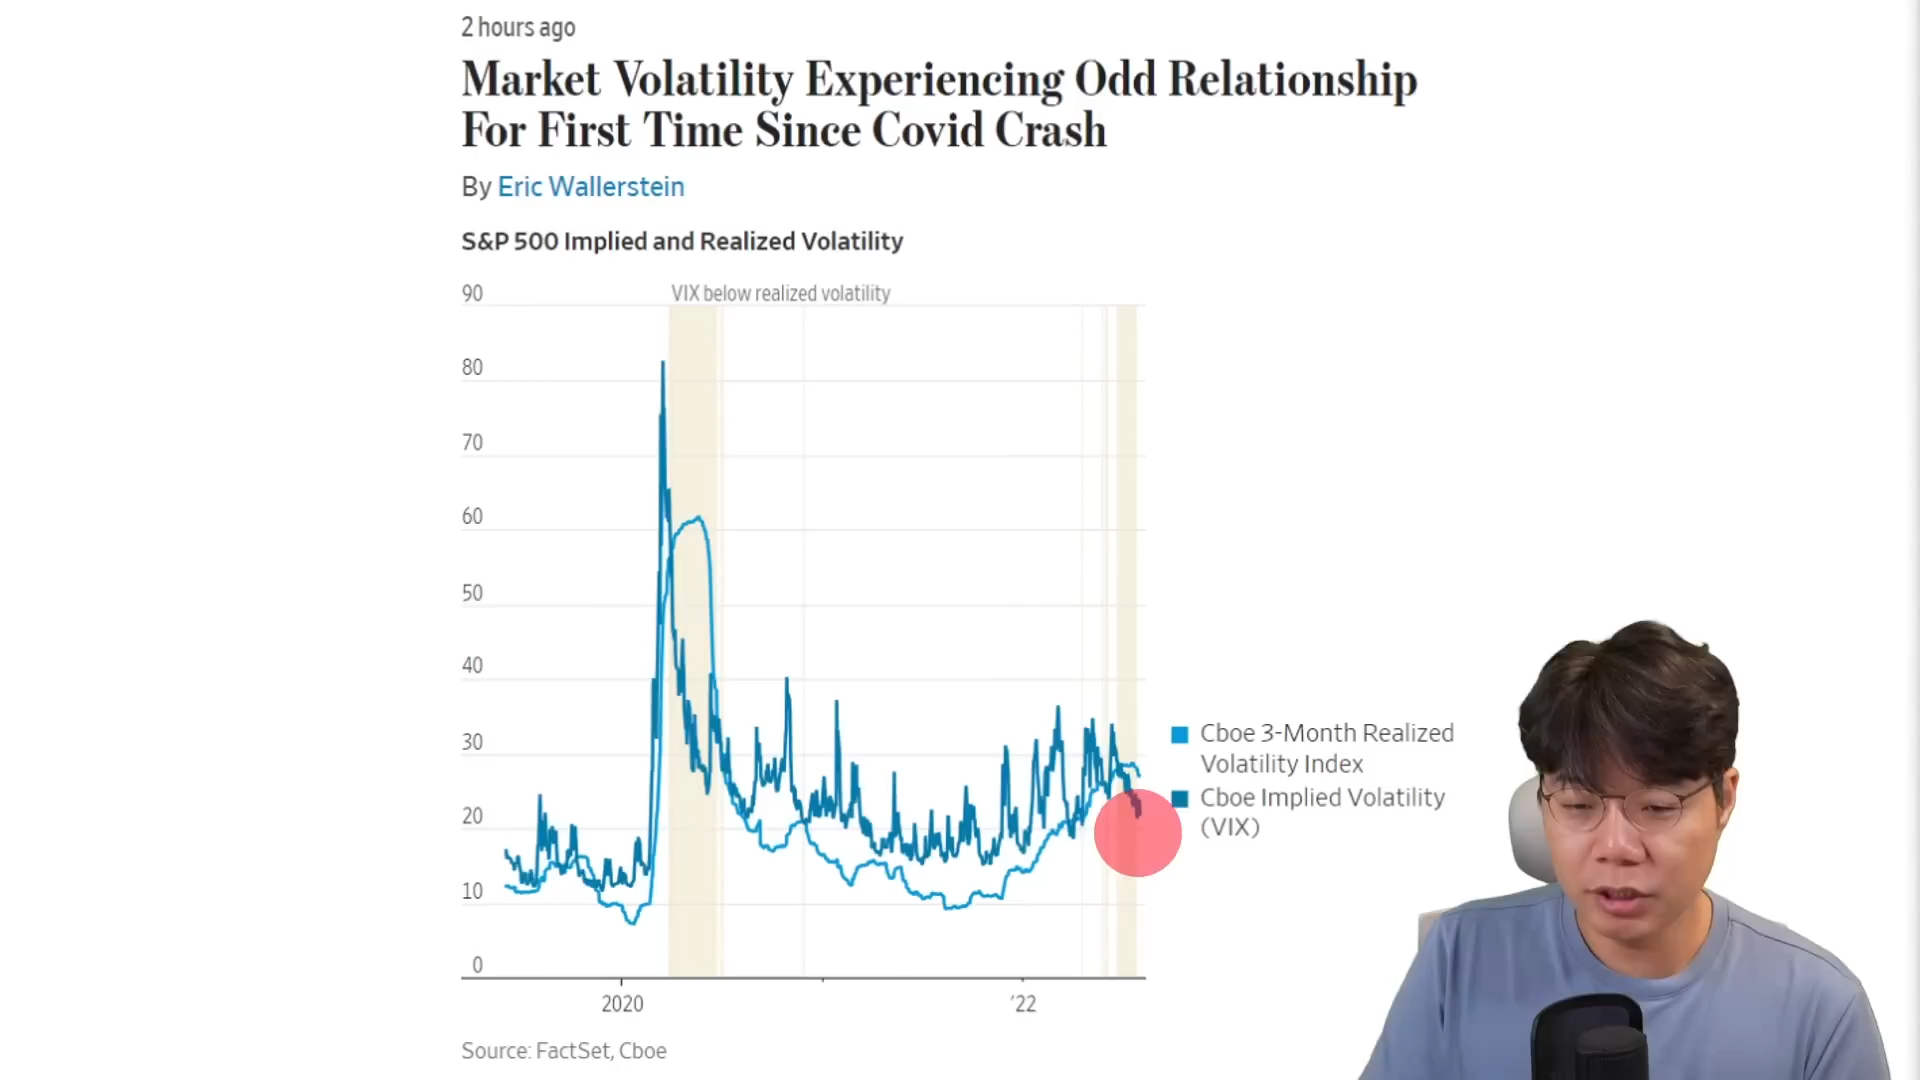 2 hours ago
Market Volatility Experiencing Odd Relationship
For First Time Since Covid Crash
By Eric Wallerstein
S&P 500 Implied and Realized Volatility
VIX below realized volatility
90
80
70
60
50
40
30
20
10
0
2020
'22
Cboe 3-Month Realized
Volatility Index
Cboe Implied Volatility
(VIX)
Source: FactSet, Cboe